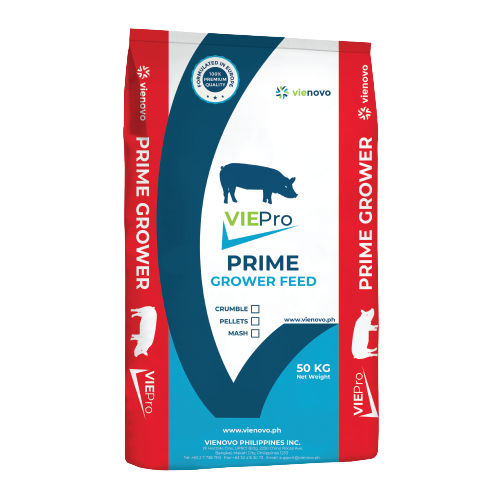 vienovo
PRIME GROWER
VIEPro
FORMULATED IN EUROPE
100%
PREMIUM
QUALITY
vienovo
VIEPro
PRIME
GROWER FEED
CRUMBLE
PELLETS
MASH
www.vienovo.ph
50 KG
Net Weight
www.vienovo.ph
VIENOVO PHILIPPINES INC.
vienovo
PRIME GROWER
VIEPro